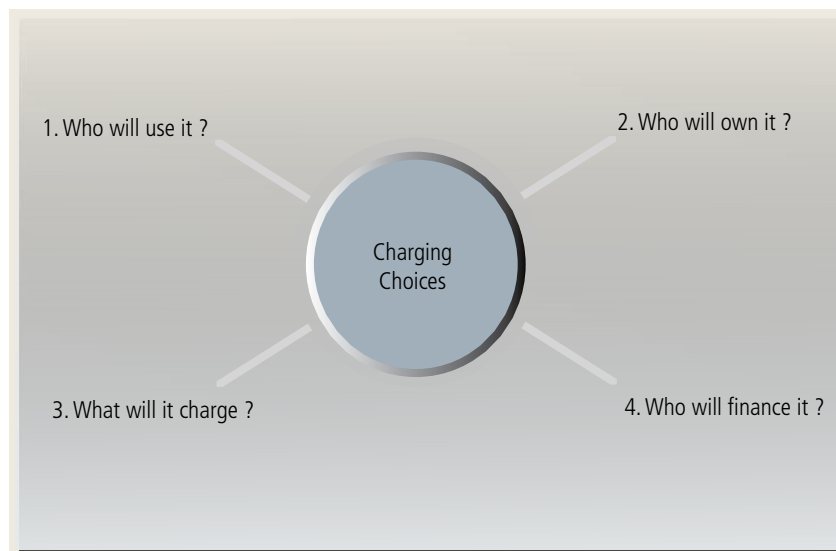 1. Who will use it ?
2. Who will own it ?
Charging
Choices
3. What will it charge ?
4. Who will finance it ?